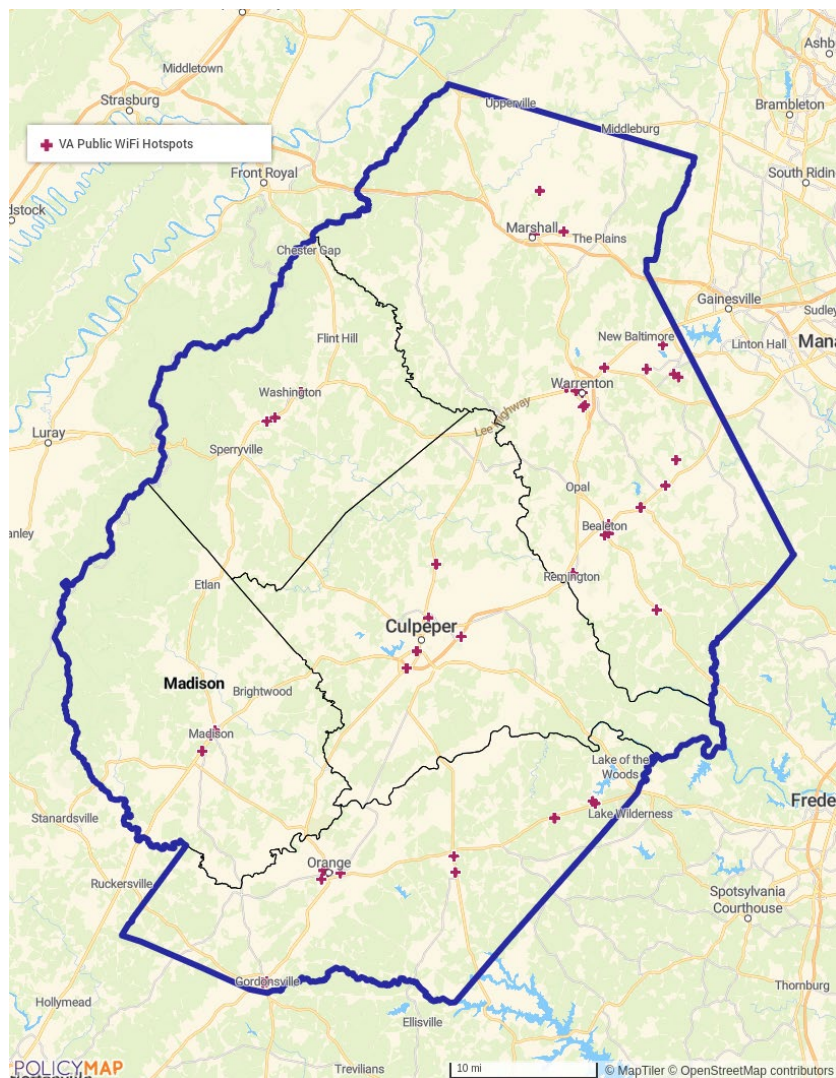 Middletown
Ashb
Strasburg
Upperville
Brambleton
Middleburg
VA Public WiFi Hotspots
Front Royal
South Ridin
dstock
Marshall
The Plains
Chester Gap
Gainesville
Sudley
Flint Hill
New Baltimore
Linton Hall
Mana
Washington
Warrenton
Lee Highway
Luray
Sperryville
Opal
anley
Bealeton
Etlan
Remington
Culpeper
Madison
Brightwood
Madison
Lake of the
Woods
Frede
Stanardsville
Lake Wilderness
Orange
Ruckersville
Spotsylvania
Courthouse
Gordonsville
Thornburg
Hollymead
Ellisville
POLICYMAP
Trevilians
10 mi
© MapTiler © OpenStreetMap contributors